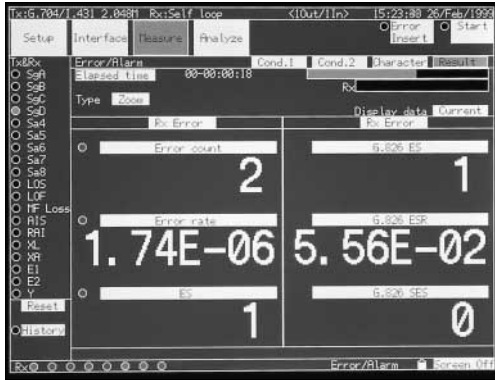 Tx:G.704/I.431 2.048M Rx:Self loop <1Out/1In> 15:23:38 26/Feb/1999
Setup Interface Measure Analyze Error Insert Start
Tx&Rx Error/Alarm Cond.1 Cond.2 Character Result
Elapsed time 00-00:00:18
Rx
Type Zoom
Display data Current
Rx Error Rx Error
SgA
SgB
SgC
SgD
Sa4
Sa5
Sa6
Sa7
Sa8
LOS
LOF
MF Loss
AIS
RAI
XL
XA
E1
E2
Y
Reset
History
Error count
2
Error rate
1.74E-06
ES
1
G.826 ES
1
G.826 ESR
5.56E-02
G.826 SES
0
Rx Error/Alarm Screen Off